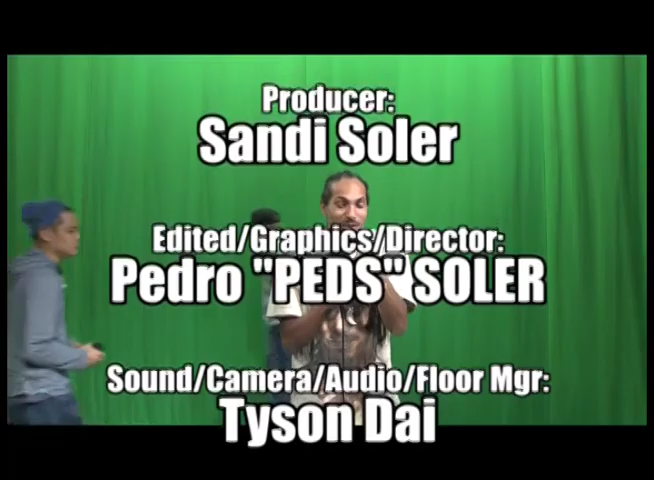 Producer:
Sandi Soler
Edited/Graphics/Director:
Pedro "PEDS" SOLER
Sound/Camera/Audio/Floor Mgr:
Tyson Dai